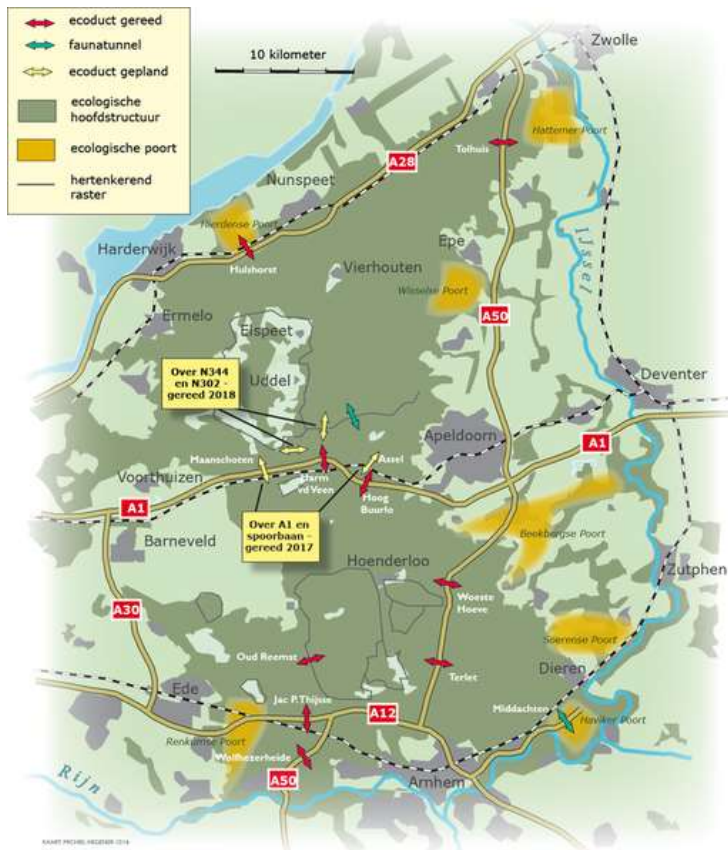 ecoduct gereed
faunatunnel
ecoduct gepland
ecologische
hoofdstructuur
ecologische poort
hertenkerend
raster
10 kilometer
Zwolle
Hattemer Poort
Tolhuis
A28
Nunspeet
Hierdense Poort
Harderwijk
Hulshorst
Vierhouten
Epe
Wisselse Poort
IJssel
Ermelo
A50
Elspeet
Over N344
en N302 -
gereed 2018
Uddel
Deventer
Apeldoorn
A1
Maanschoten
Assel
Voorthuizen
Harm
vd Veen
Hoog
Buurlo
A1
Over A1 en
spoorbaan -
gereed 2017
Barneveld
Beekbergse Poort
Hoenderloo
Zutphen
Woeste
Hoeve
A30
Soerense Poort
Oud Reemst
Terlet
Dieren
Ede
Jac P. Thijsse
A12
Middachten
Haviker Poort
Renkumse Poort
Wolfhezerheide
A50
Arnhem
Rijn